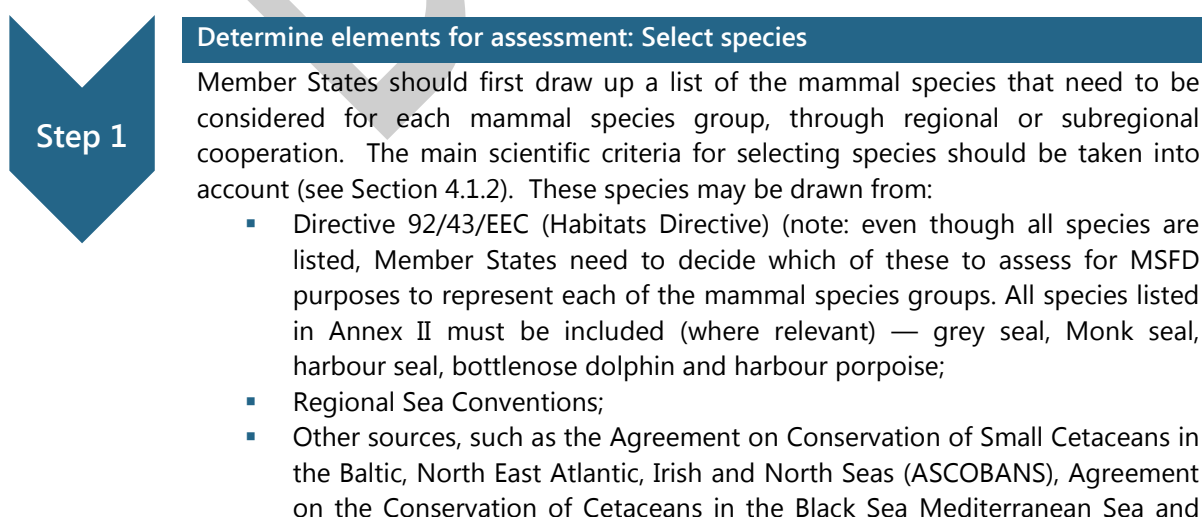 Determine elements for assessment: Select species
Step 1
Member States should first draw up a list of the mammal species that need to be
considered for each mammal species group, through regional or subregional
cooperation. The main scientific criteria for selecting species should be taken into
account (see Section 4.1.2). These species may be drawn from:
▪ Directive 92/43/EEC (Habitats Directive) (note: even though all species are
listed, Member States need to decide which of these to assess for MSFD
purposes to represent each of the mammal species groups. All species listed
in Annex II must be included (where relevant) — grey seal, Monk seal,
harbour seal, bottlenose dolphin and harbour porpoise;
▪ Regional Sea Conventions;
▪ Other sources, such as the Agreement on Conservation of Small Cetaceans in
the Baltic, North East Atlantic, Irish and North Seas (ASCOBANS), Agreement
on the Conservation of Cetaceans in the Black Sea Mediterranean Sea and